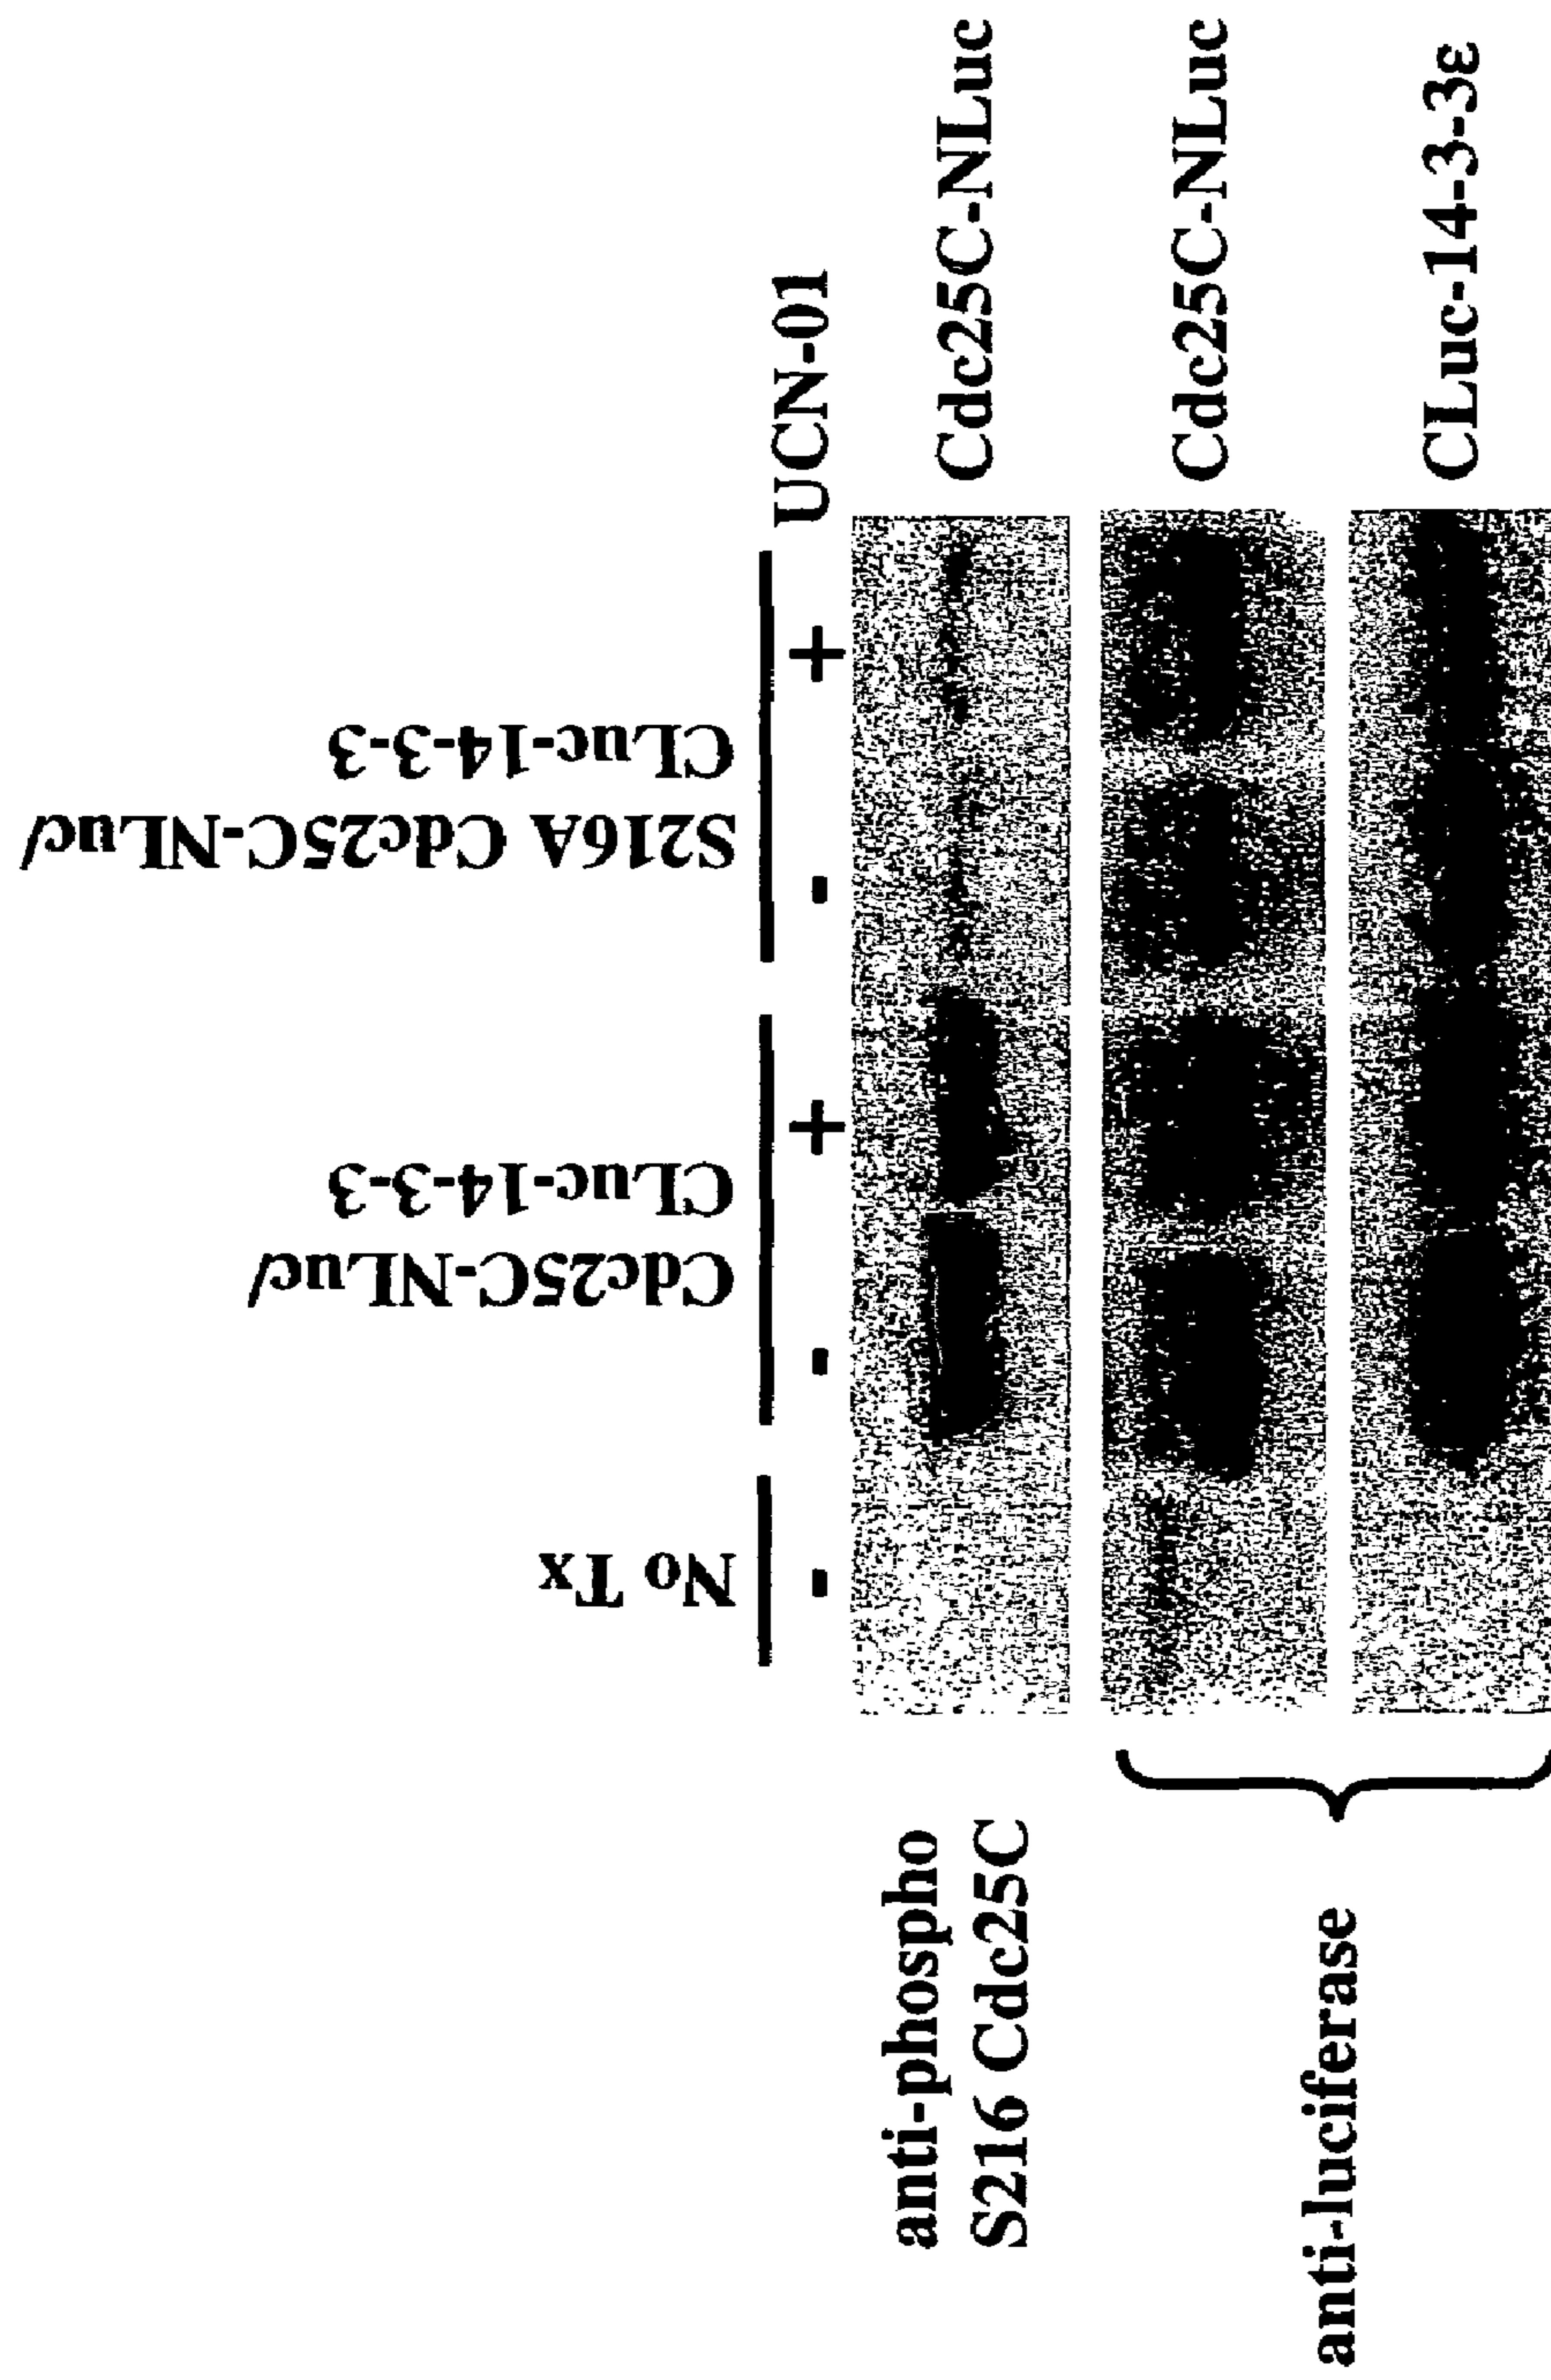 No Tx
Cdc25C-NLuc/
CLuc-14-3-3
S216A Cdc25C-NLuc/
CLuc-14-3-3
- - + - + UCN-01
anti-phospho
S216 Cdc25C
Cdc25C-NLuc
anti-luciferase
Cdc25C-NLuc
CLuc-14-3-3ε